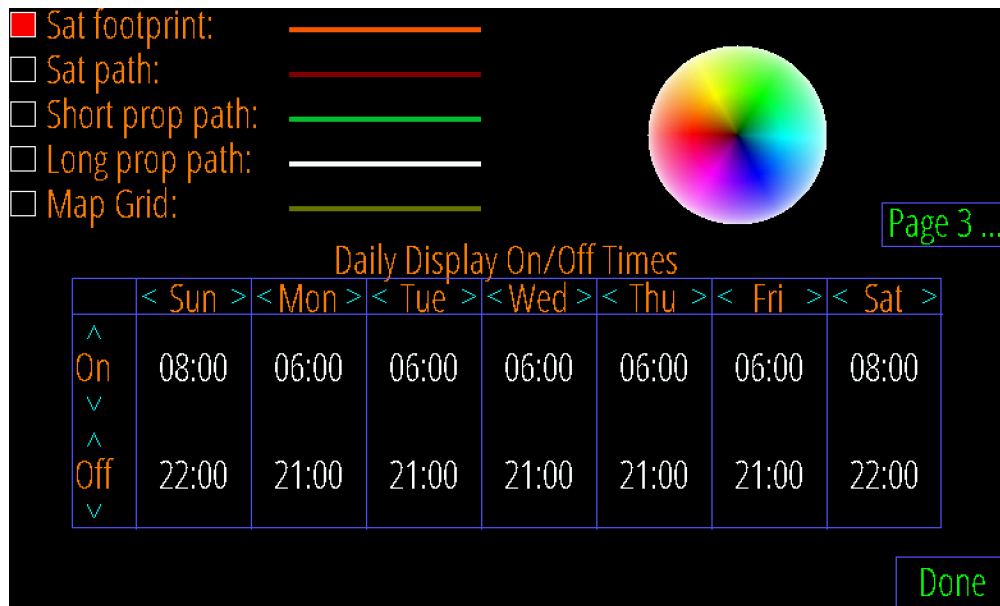 Sat footprint:
Sat path:
Short prop path:
Long prop path:
Map Grid:
Page 3 ...
Daily Display On/Off Times
< Sun > < Mon > < Tue > < Wed > < Thu > < Fri > < Sat >
^
On 08:00 06:00 06:00 06:00 06:00 06:00 08:00
v
^
Off 22:00 21:00 21:00 21:00 21:00 21:00 22:00
v
Done